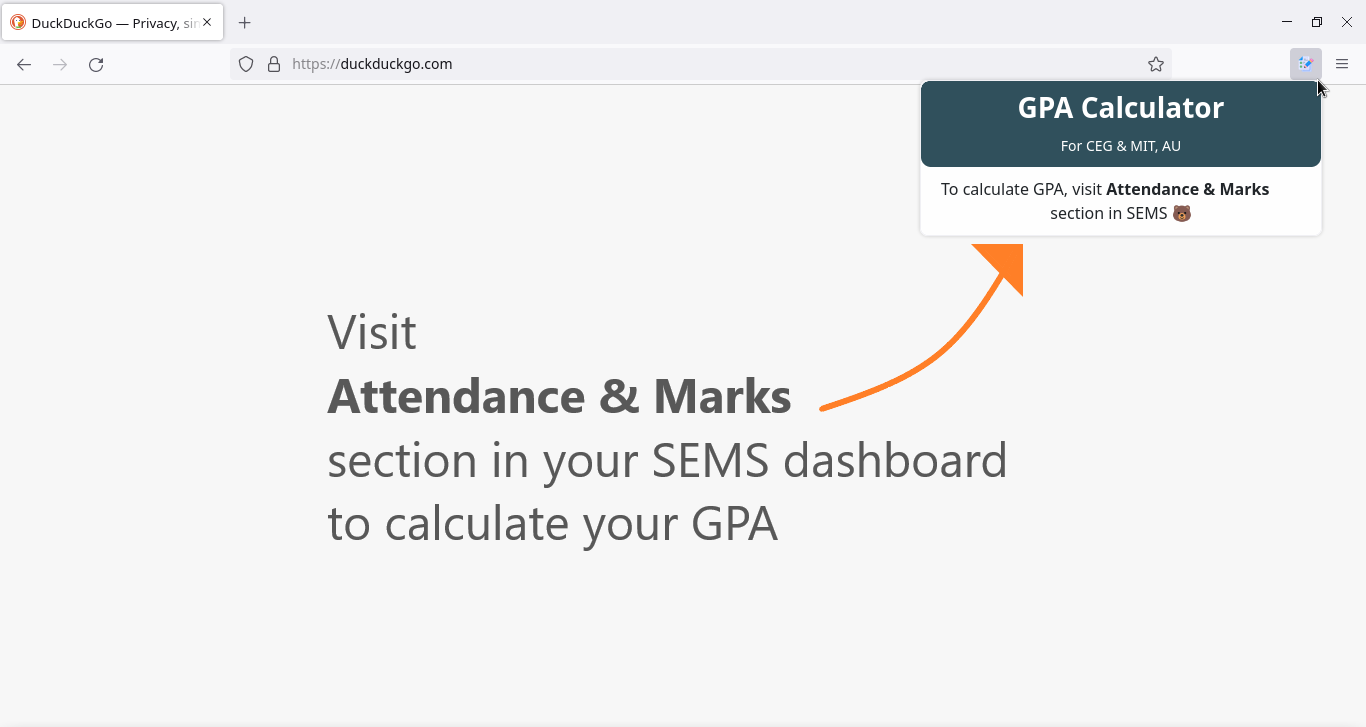 DuckDuckGo — Privacy, sin
https://duckduckgo.com
GPA Calculator
For CEG & MIT, AU
To calculate GPA, visit Attendance & Marks
section in SEMS 🐻
Visit
Attendance & Marks
section in your SEMS dashboard
to calculate your GPA